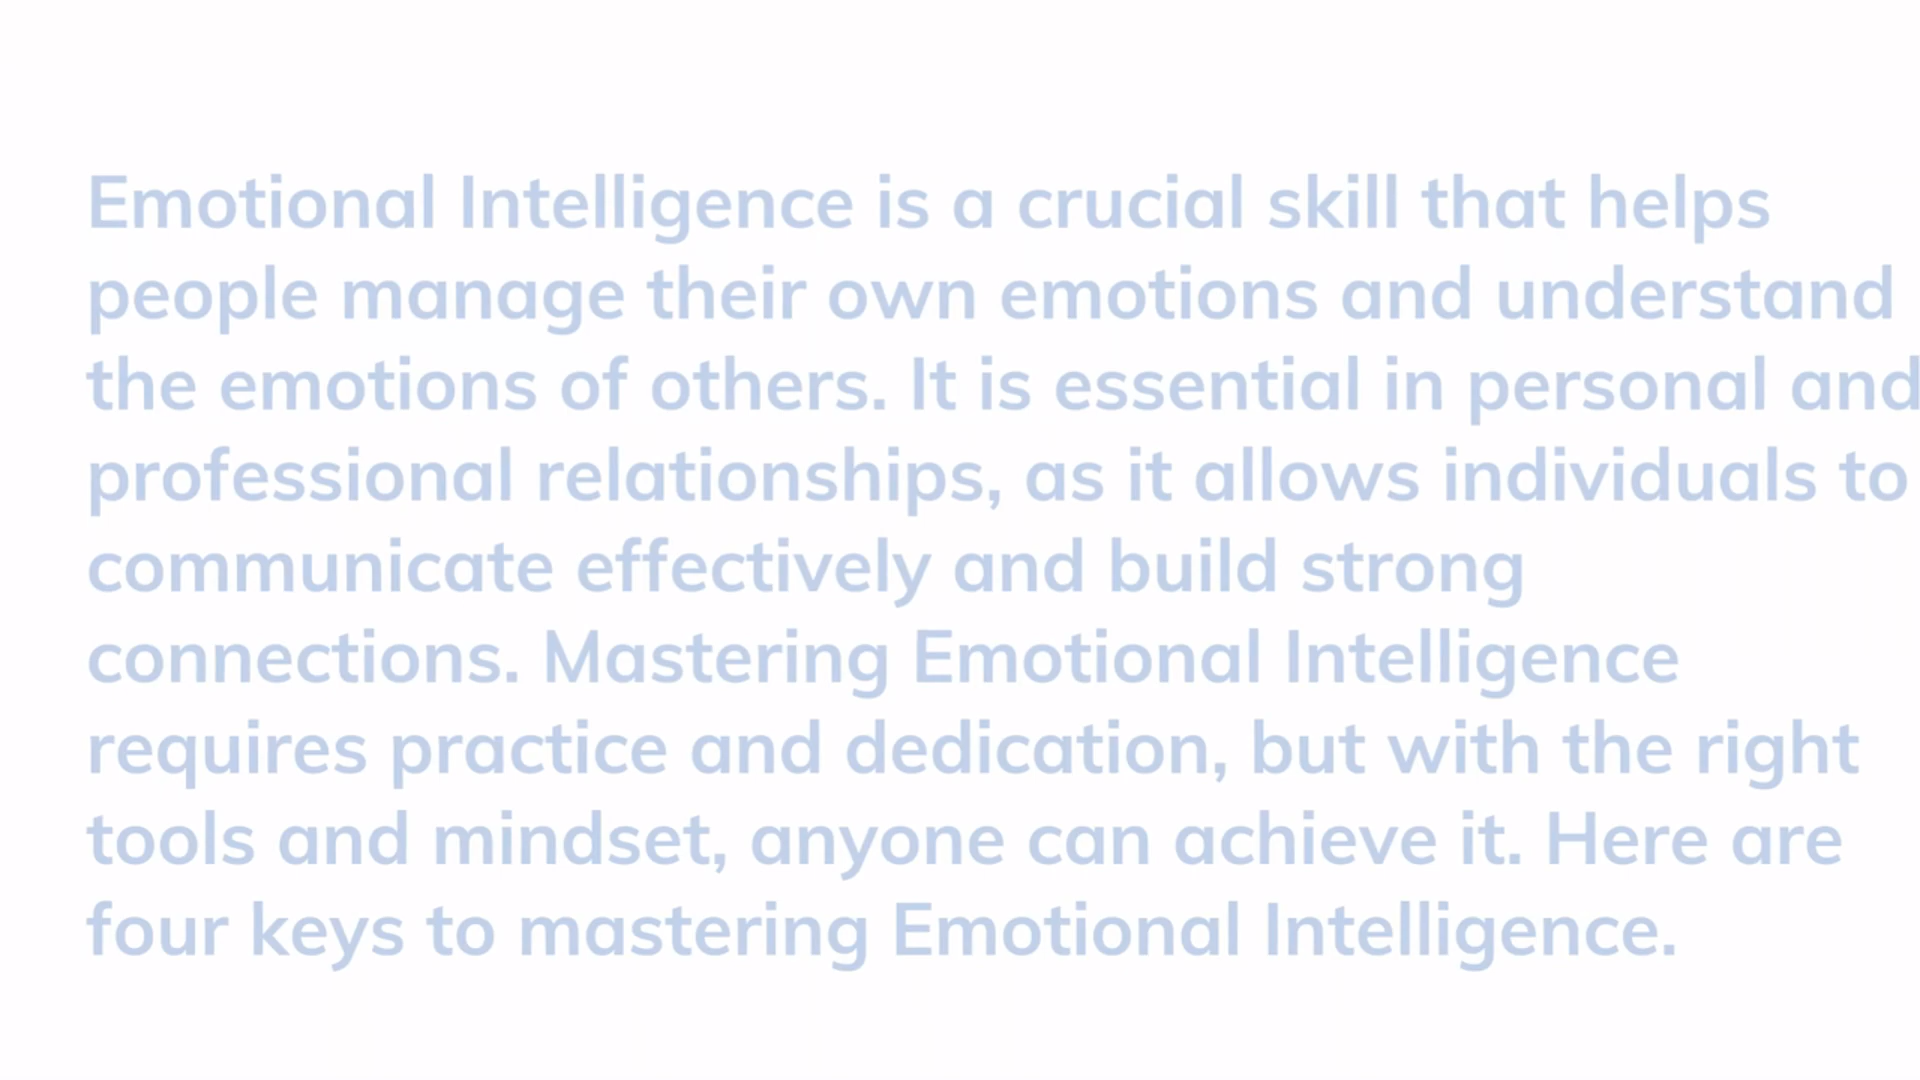 Emotional Intelligence is a crucial skill that helps
people manage their own emotions and understand
the emotions of others. It is essential in personal and
professional relationships, as it allows individuals to
communicate effectively and build strong
connections. Mastering Emotional Intelligence
requires practice and dedication, but with the right
tools and mindset, anyone can achieve it. Here are
four keys to mastering Emotional Intelligence.